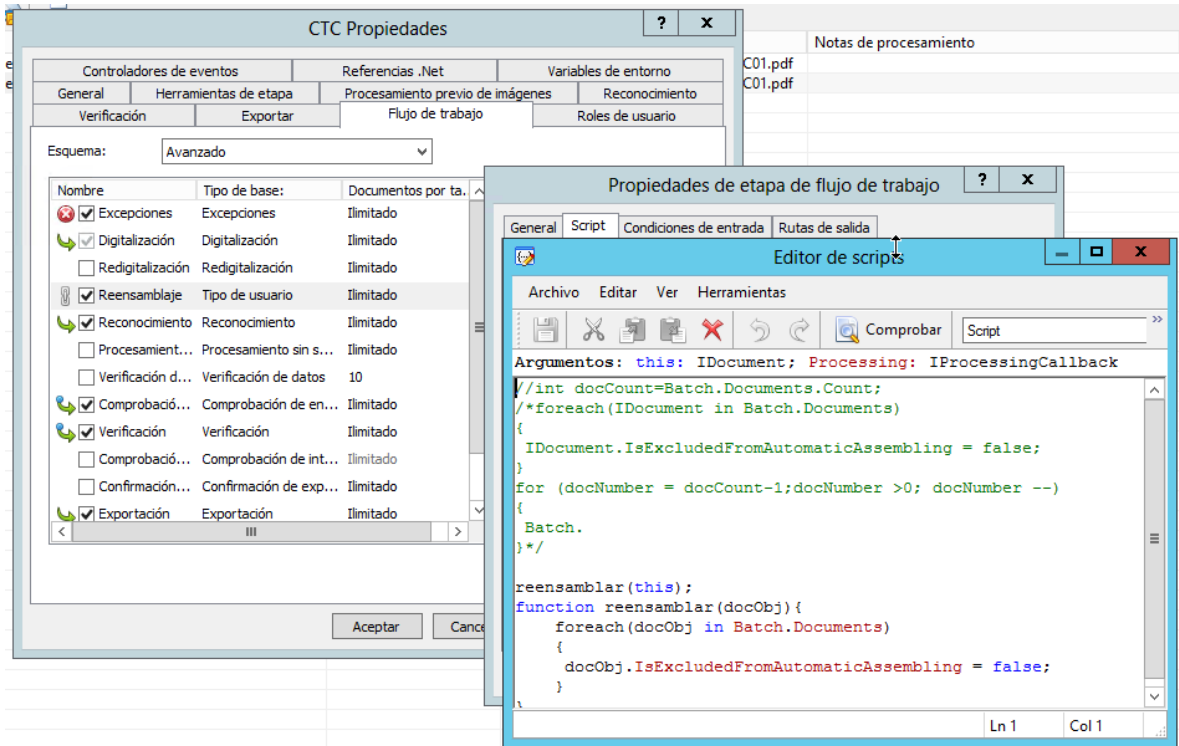 CTC Propiedades ? x
Notas de procesamiento
C01.pdf
C01.pdf
Controladores de eventos Referencias .Net Variables de entorno
General Herramientas de etapa Procesamiento previo de imágenes Reconocimiento
Verificación Exportar Flujo de trabajo Roles de usuario
Esquema: Avanzado
Nombre Tipo de base: Documentos por ta.
Excepciones Excepciones Ilimitado
Digitalización Digitalización Ilimitado
Redigitalización Redigitalización Ilimitado
Reensamblaje Tipo de usuario Ilimitado
Reconocimiento Reconocimiento Ilimitado
Procesamient... Procesamiento sin s... Ilimitado
Verificación d... Verificación de datos 10
Comprobació... Comprobación de en... Ilimitado
Verificación Verificación Ilimitado
Comprobació... Comprobación de int... Ilimitado
Confirmación... Confirmación de exp... Ilimitado
Exportación Exportación Ilimitado
Aceptar Cance
Propiedades de etapa de flujo de trabajo ? x
General Script Condiciones de entrada Rutas de salida
Editor de scripts x
Archivo Editar Ver Herramientas
Comprobar Script »
Argumentos: this: IDocument; Processing: IProcessingCallback
//int docCount=Batch.Documents.Count;
/*foreach(IDocument in Batch.Documents)
{
IDocument.IsExcludedFromAutomaticAssembling = false;
}
for (docNumber = docCount-1;docNumber >0; docNumber --)
{
Batch.
}*/
reensamblar(this);
function reensamblar(docObj){
foreach(docObj in Batch.Documents)
{
docObj.IsExcludedFromAutomaticAssembling = false;
}
}
Ln 1 Col 1